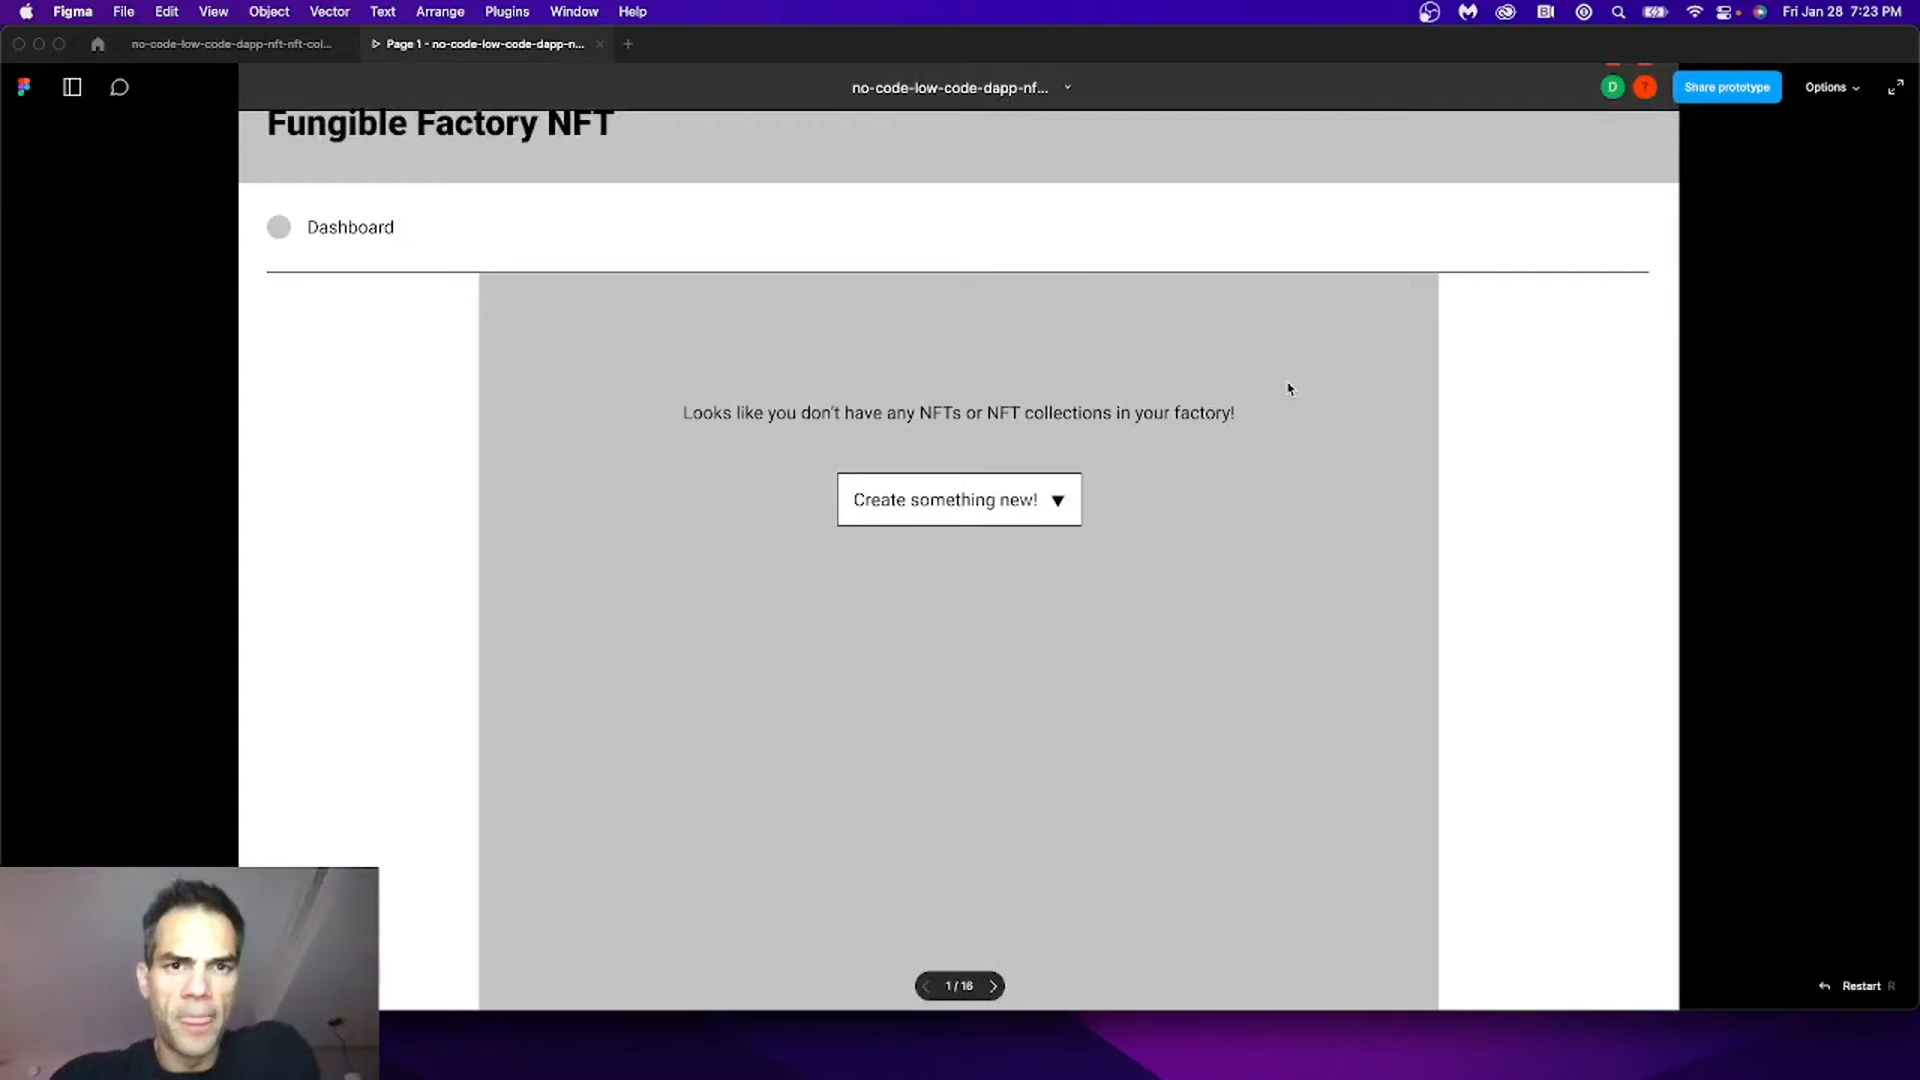 Figma File Edit View Object Vector Text Arrange Plugins Window Help
Fri Jan 28 7:23 PM
no-code-low-code-dapp-nft-nft-col...
Page 1 - no-code-low-code-dapp-n...
no-code-low-code-dapp-nf...
D
?
Share prototype
Options
Fungible Factory NFT
Dashboard
Looks like you don't have any NFTs or NFT collections in your factory!
Create something new! ▼
1 / 16
Restart R